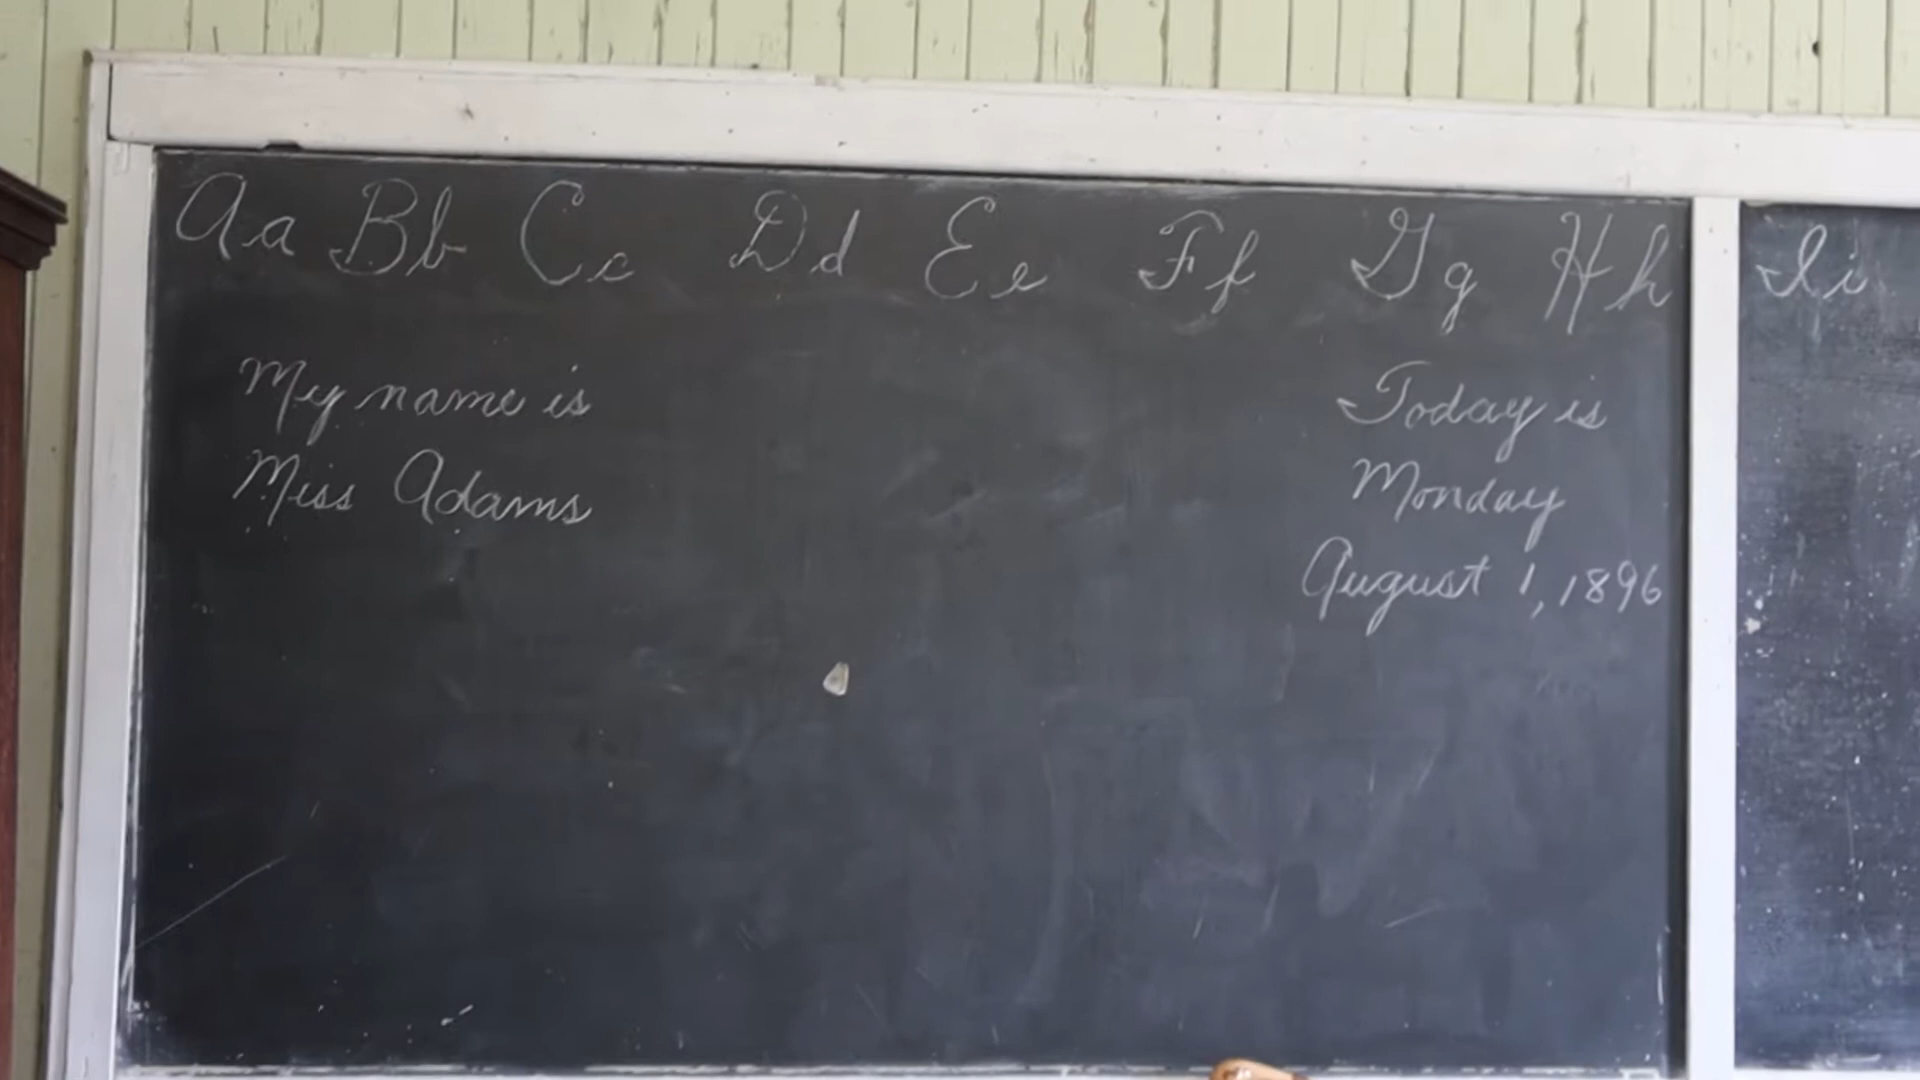 Aa Bb Cc Dd Ee Ff Gg Hh Ii
My name is
Miss Adams
Today is
Monday
August 1, 1896